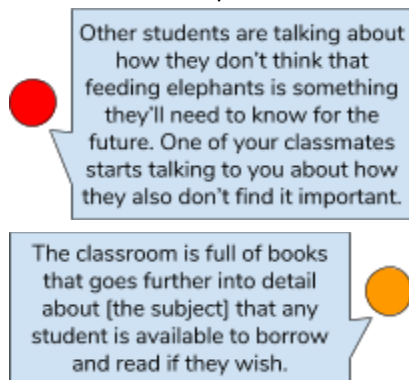 Other students are talking about
how they don't think that
feeding elephants is something
they'll need to know for the
future. One of your classmates
starts talking to you about how
they also don't find it important.
The classroom is full of books
that goes further into detail
about [the subject] that any
student is available to borrow
and read if they wish.